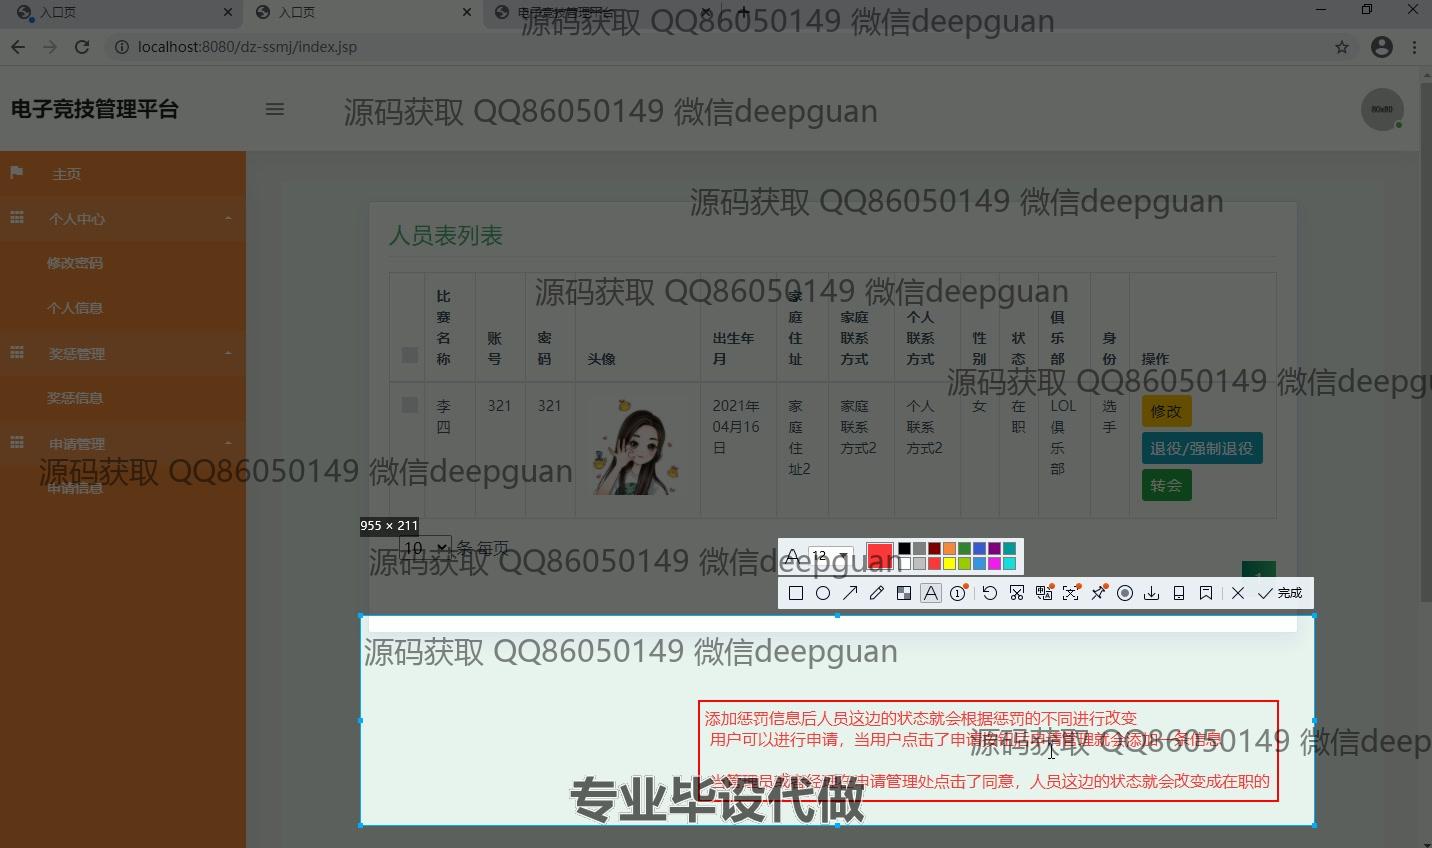 入口页
入口页
电子竞技管理平台
源码获取 QQ86050149 微信deepguan
localhost:8080/dz-ssmj/index.jsp
电子竞技管理平台
源码获取 QQ86050149 微信deepguan
80x80
主页
个人中心
修改密码
个人信息
奖惩管理
奖惩信息
申请管理
申请信息
源码获取 QQ86050149 微信deepguan
源码获取 QQ86050149 微信deepguan
人员表列表
源码获取 QQ86050149 微信deepguan
比赛名称 账号 密码 头像 出生年月 家庭住址 家庭联系方式 个人联系方式 性别 状态 俱乐部 身份 操作
源码获取 QQ86050149 微信deepgu
李四 321 321 2021年04月16日 家庭住址2 家庭联系方式2 个人联系方式2 女 在职 LOL俱乐部 选手
修改
退役/强制退役
转会
955 × 211
10 条 每页
源码获取 QQ86050149 微信deepguan
12
1
完成
源码获取 QQ86050149 微信deepguan
添加惩罚信息后人员这边的状态就会根据惩罚的不同进行改变
用户可以进行申请，当用户点击了申请按钮后申请管理就会添加一条信息
源码获取 QQ86050149 微信deep
当管理员或者经理在申请管理处点击了同意，人员这边的状态就会改变成在职的
专业毕设代做